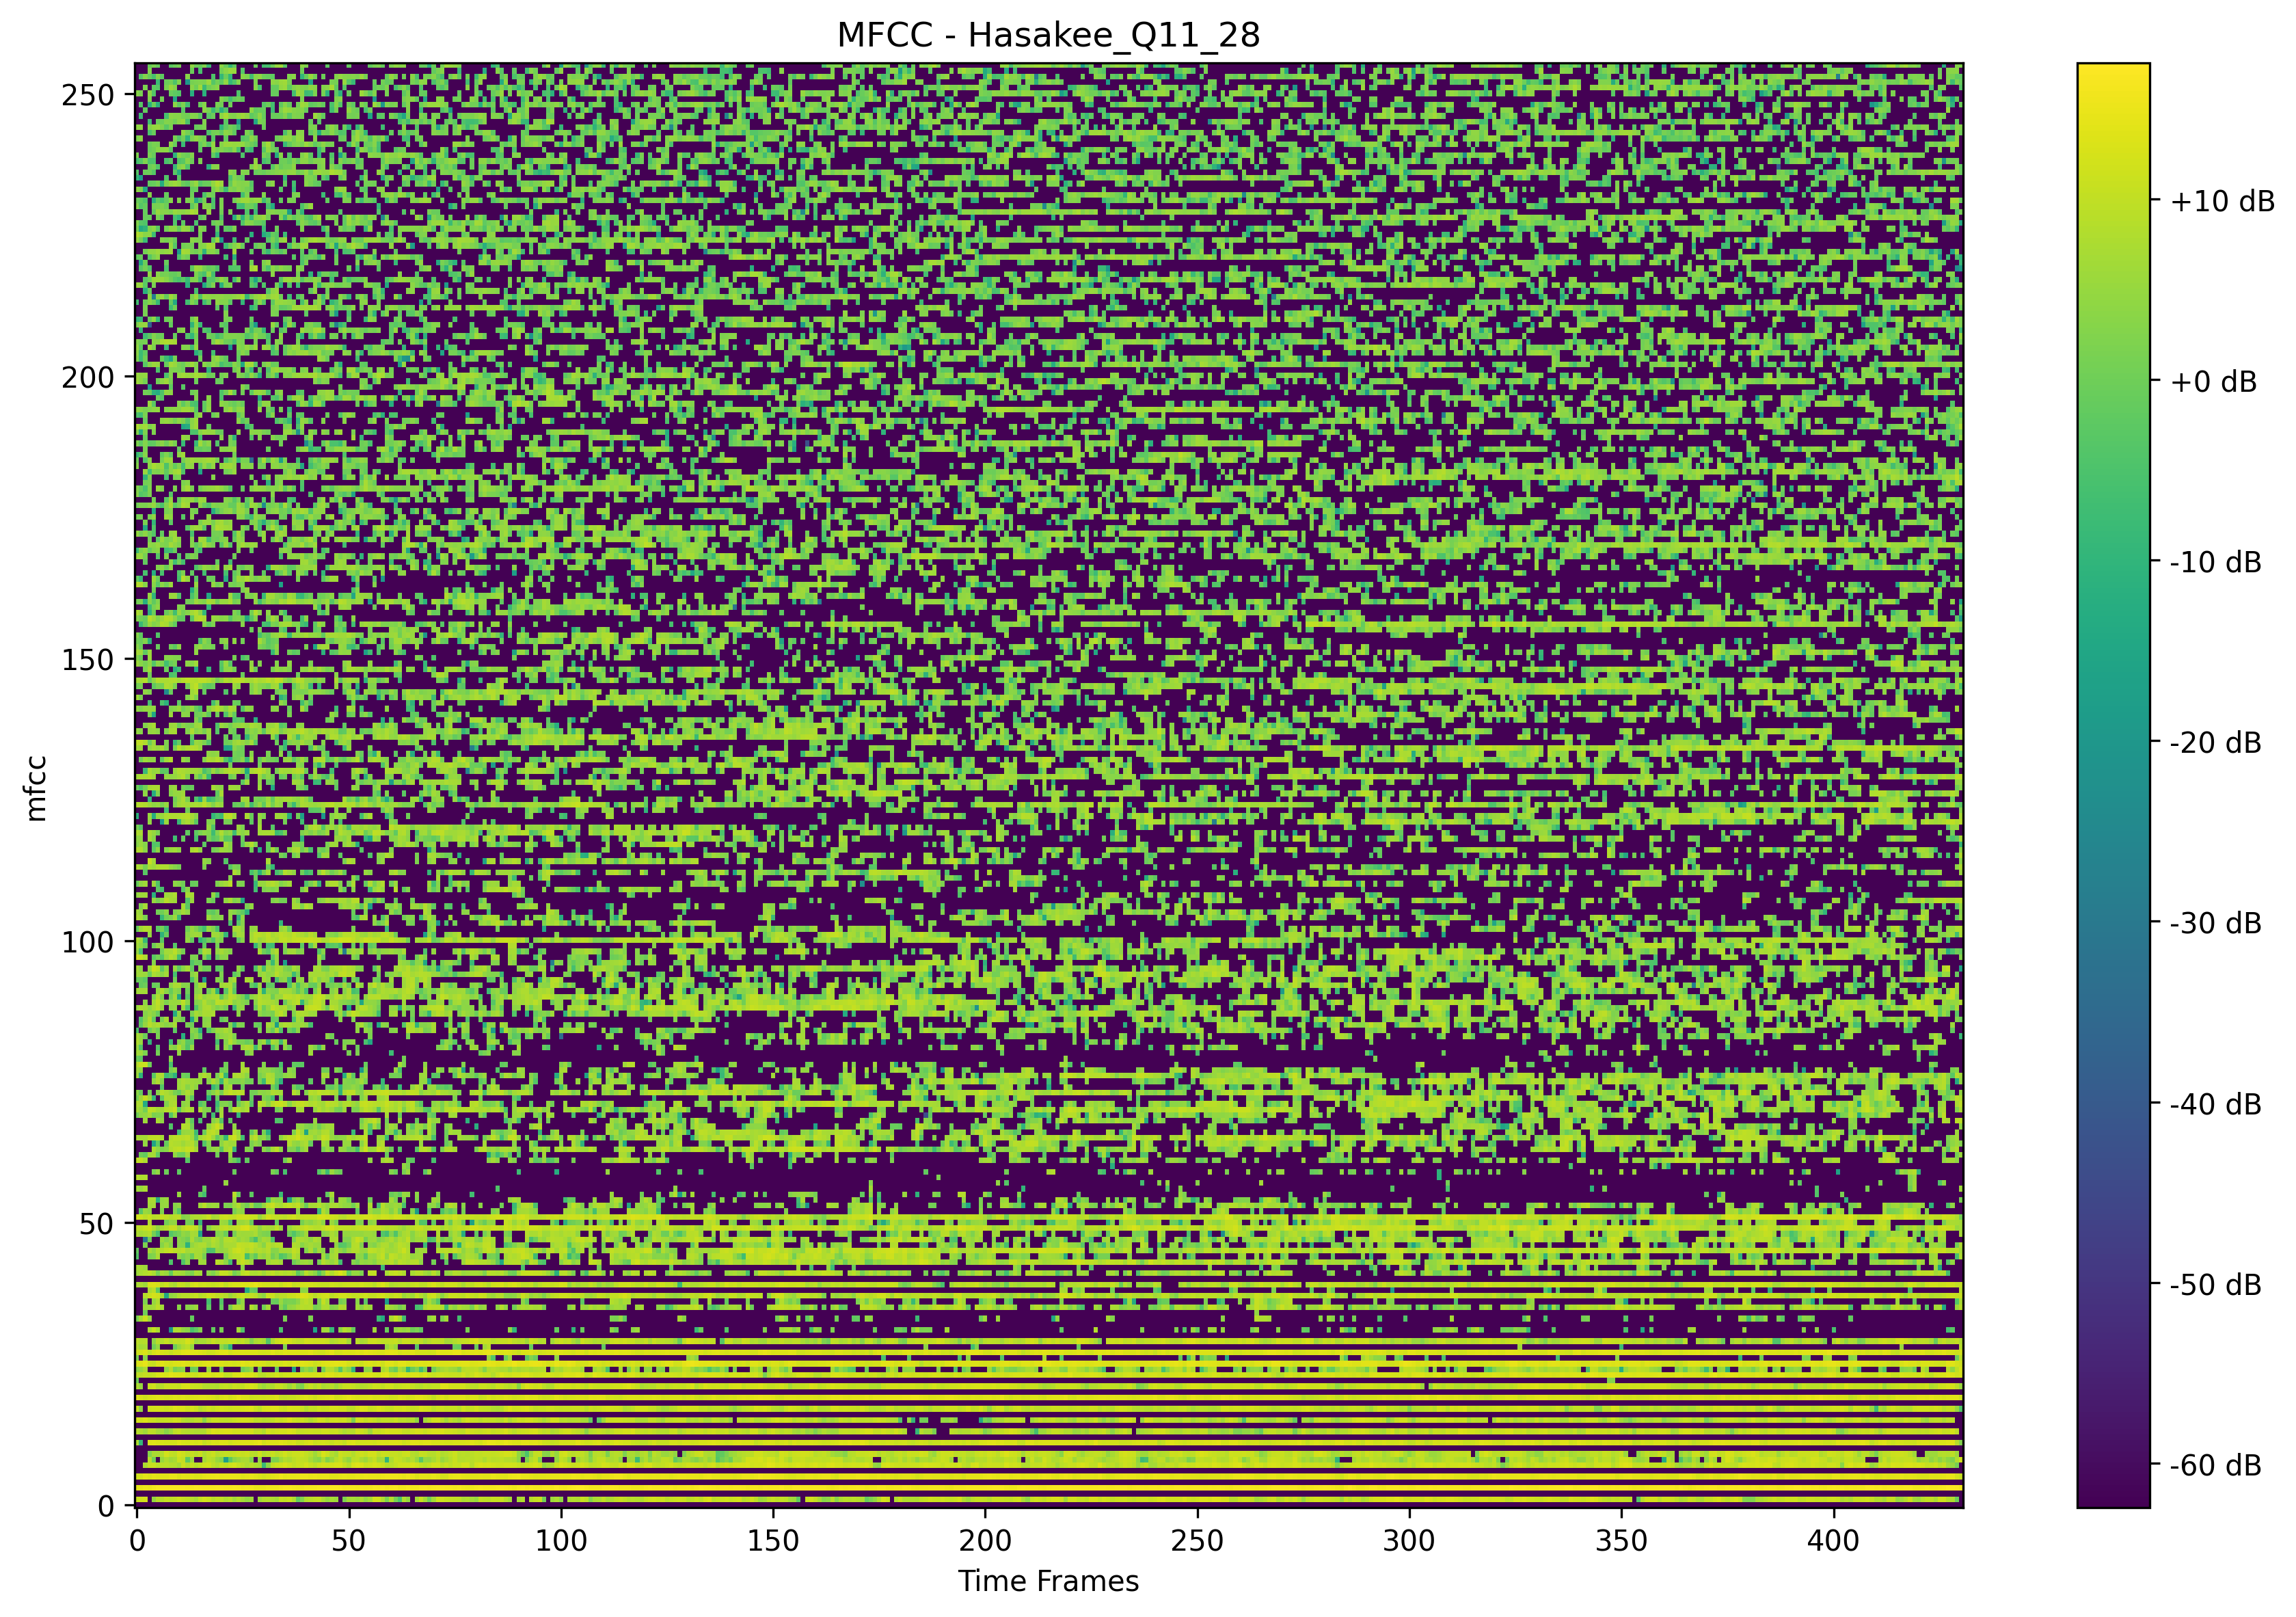 MFCC - Hasakee_Q11_28
250
200
150
100
50
0
mfcc
0 50 100 150 200 250 300 350 400
Time Frames
+10 dB
+0 dB
-10 dB
-20 dB
-30 dB
-40 dB
-50 dB
-60 dB